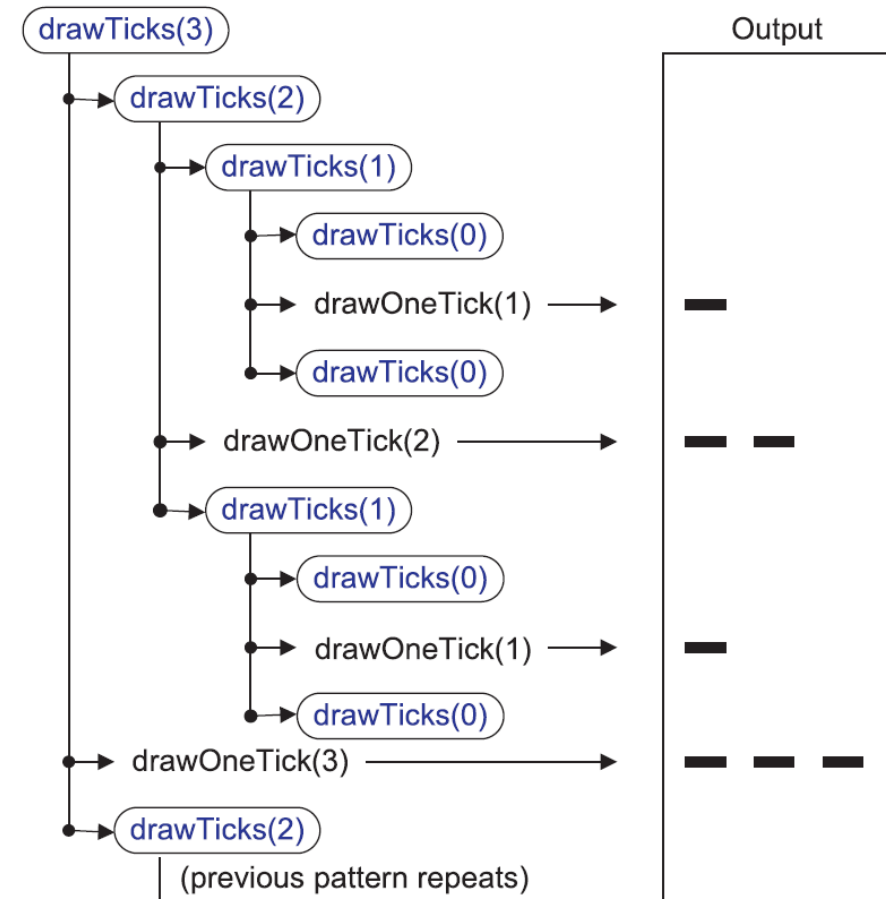 drawTicks(3)
Output
drawTicks(2)
drawTicks(1)
drawTicks(0)
drawOneTick(1)
drawTicks(0)
drawOneTick(2)
drawTicks(1)
drawTicks(0)
drawOneTick(1)
drawTicks(0)
drawOneTick(3)
drawTicks(2)
(previous pattern repeats)